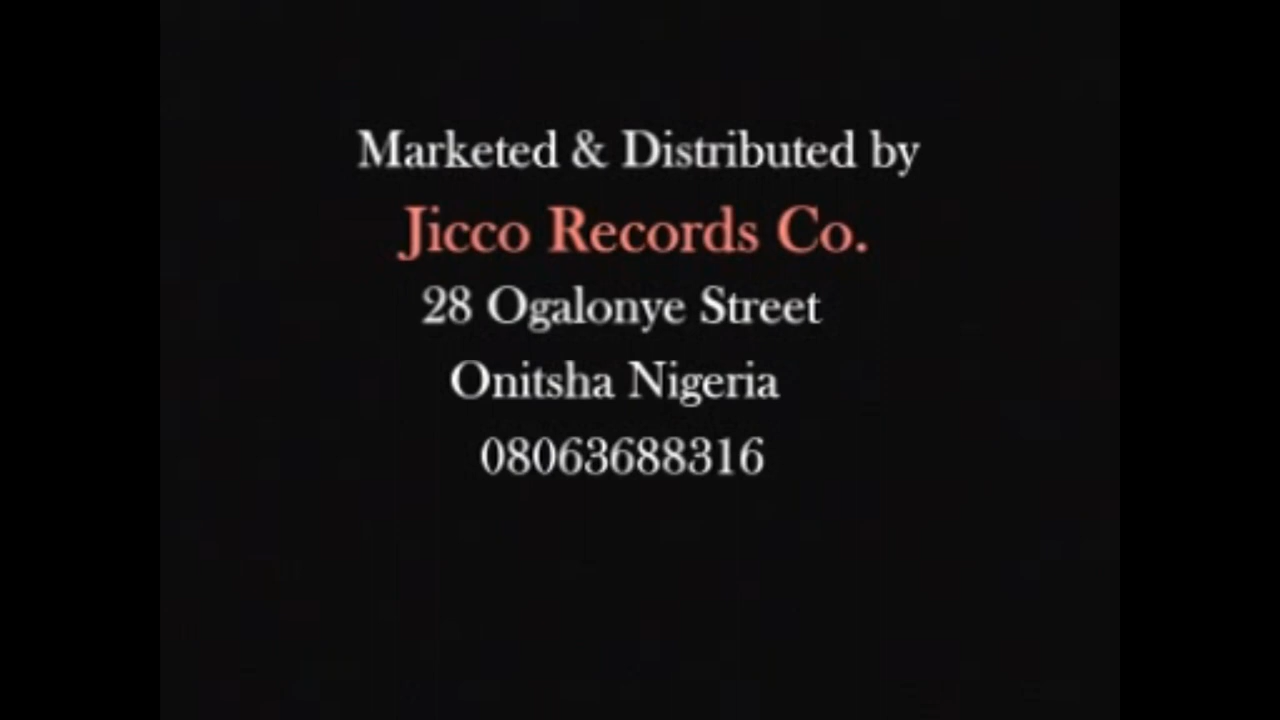 Marketed & Distributed by
Jicco Records Co.
28 Ogalonye Street
Onitsha Nigeria
08063688316